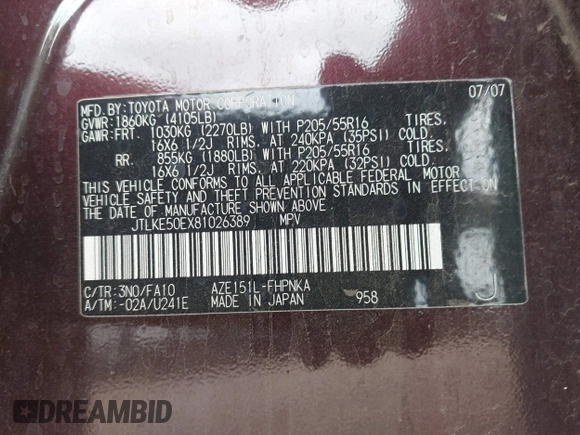 MFD. BY: TOYOTA MOTOR CORPORATION 07/07
GVWR: 1860KG (4105LB)
GAWR: FRT. 1030KG (2270LB) WITH P205/55R16 TIRES.
16X6 1/2J RIMS. AT 240KPA (35PSI) COLD.
RR. 855KG (1880LB) WITH P205/55R16 TIRES.
16X6 1/2J RIMS. AT 220KPA (32PSI) COLD.
THIS VEHICLE CONFORMS TO ALL APPLICABLE FEDERAL MOTOR
VEHICLE SAFETY AND THEFT PREVENTION STANDARDS IN EFFECT
ON THE DATE OF MANUFACTURE SHOWN ABOVE
JTLKE50EX81026389 MPV
C/TR: 3N0/FA10 AZE151L-FHPNKA
A/TM: -02A/U241E MADE IN JAPAN 958 J
DREAMBID